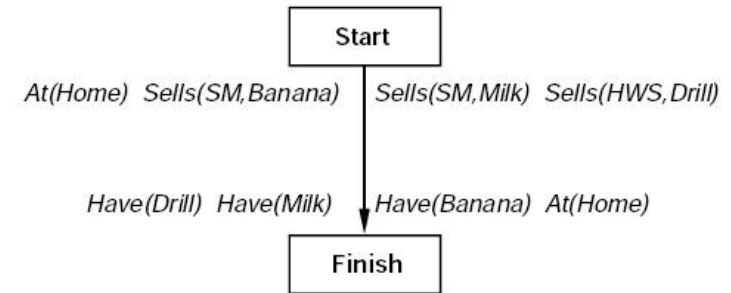 Start
At(Home) Sells(SM,Banana) Sells(SM,Milk) Sells(HWS,Drill)
Have(Drill) Have(Milk) Have(Banana) At(Home)
Finish